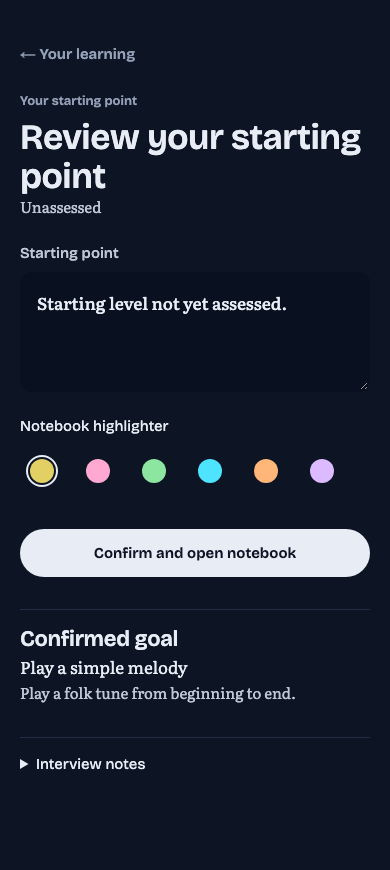 ← Your learning
Your starting point
Review your starting
point
Unassessed
Starting point
Starting level not yet assessed.
Notebook highlighter
Confirm and open notebook
Confirmed goal
Play a simple melody
Play a folk tune from beginning to end.
Interview notes